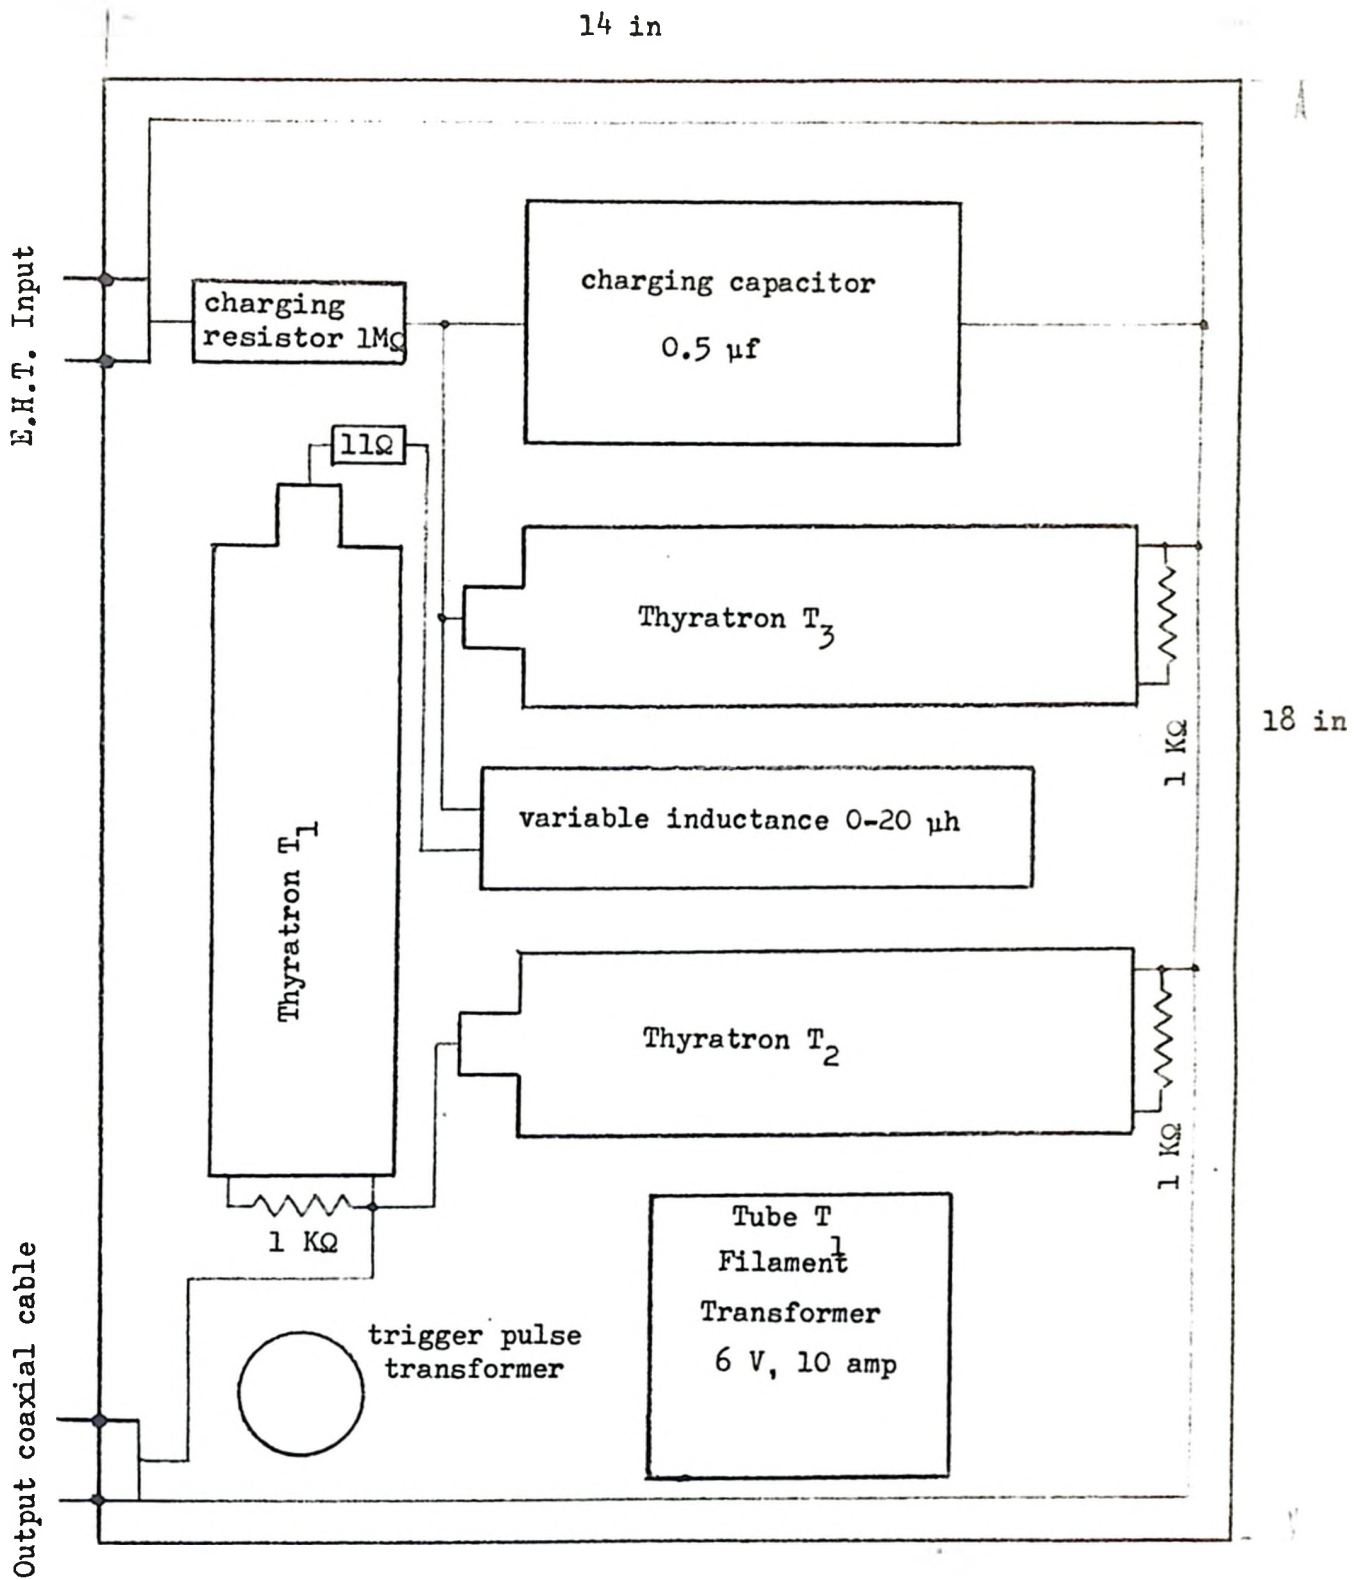 14 in
E.H.T. Input
charging
resistor 1MΩ
charging capacitor
0.5 µf
11Ω
Thyratron T3
1 KΩ
18 in
variable inductance 0-20 µh
Thyratron T1
Thyratron T2
1 KΩ
1 KΩ
Tube T1
Filament
Transformer
6 V, 10 amp
trigger pulse
transformer
Output coaxial cable